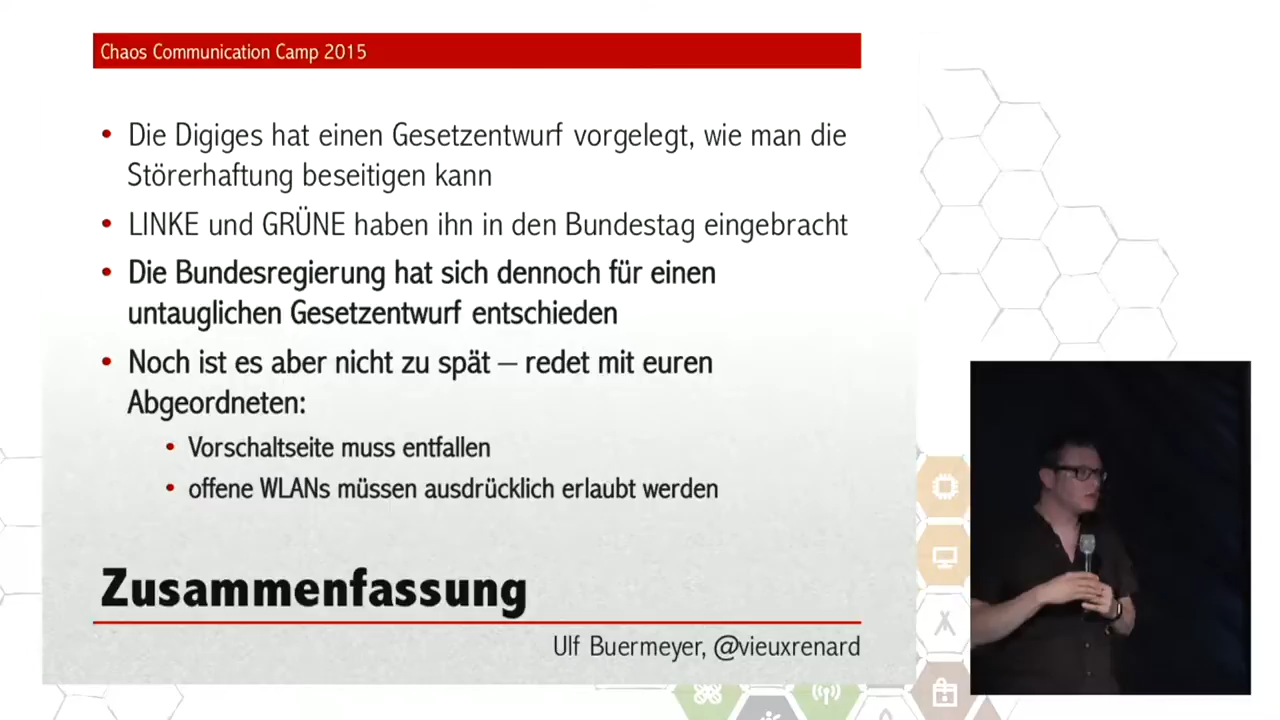 Chaos Communication Camp 2015
• Die Digiges hat einen Gesetzentwurf vorgelegt, wie man die
Störerhaftung beseitigen kann
• LINKE und GRÜNE haben ihn in den Bundestag eingebracht
• Die Bundesregierung hat sich dennoch für einen
untauglichen Gesetzentwurf entschieden
• Noch ist es aber nicht zu spät – redet mit euren
Abgeordneten:
• Vorschaltseite muss entfallen
• offene WLANs müssen ausdrücklich erlaubt werden
Zusammenfassung
Ulf Buermeyer, @vieuxrenard